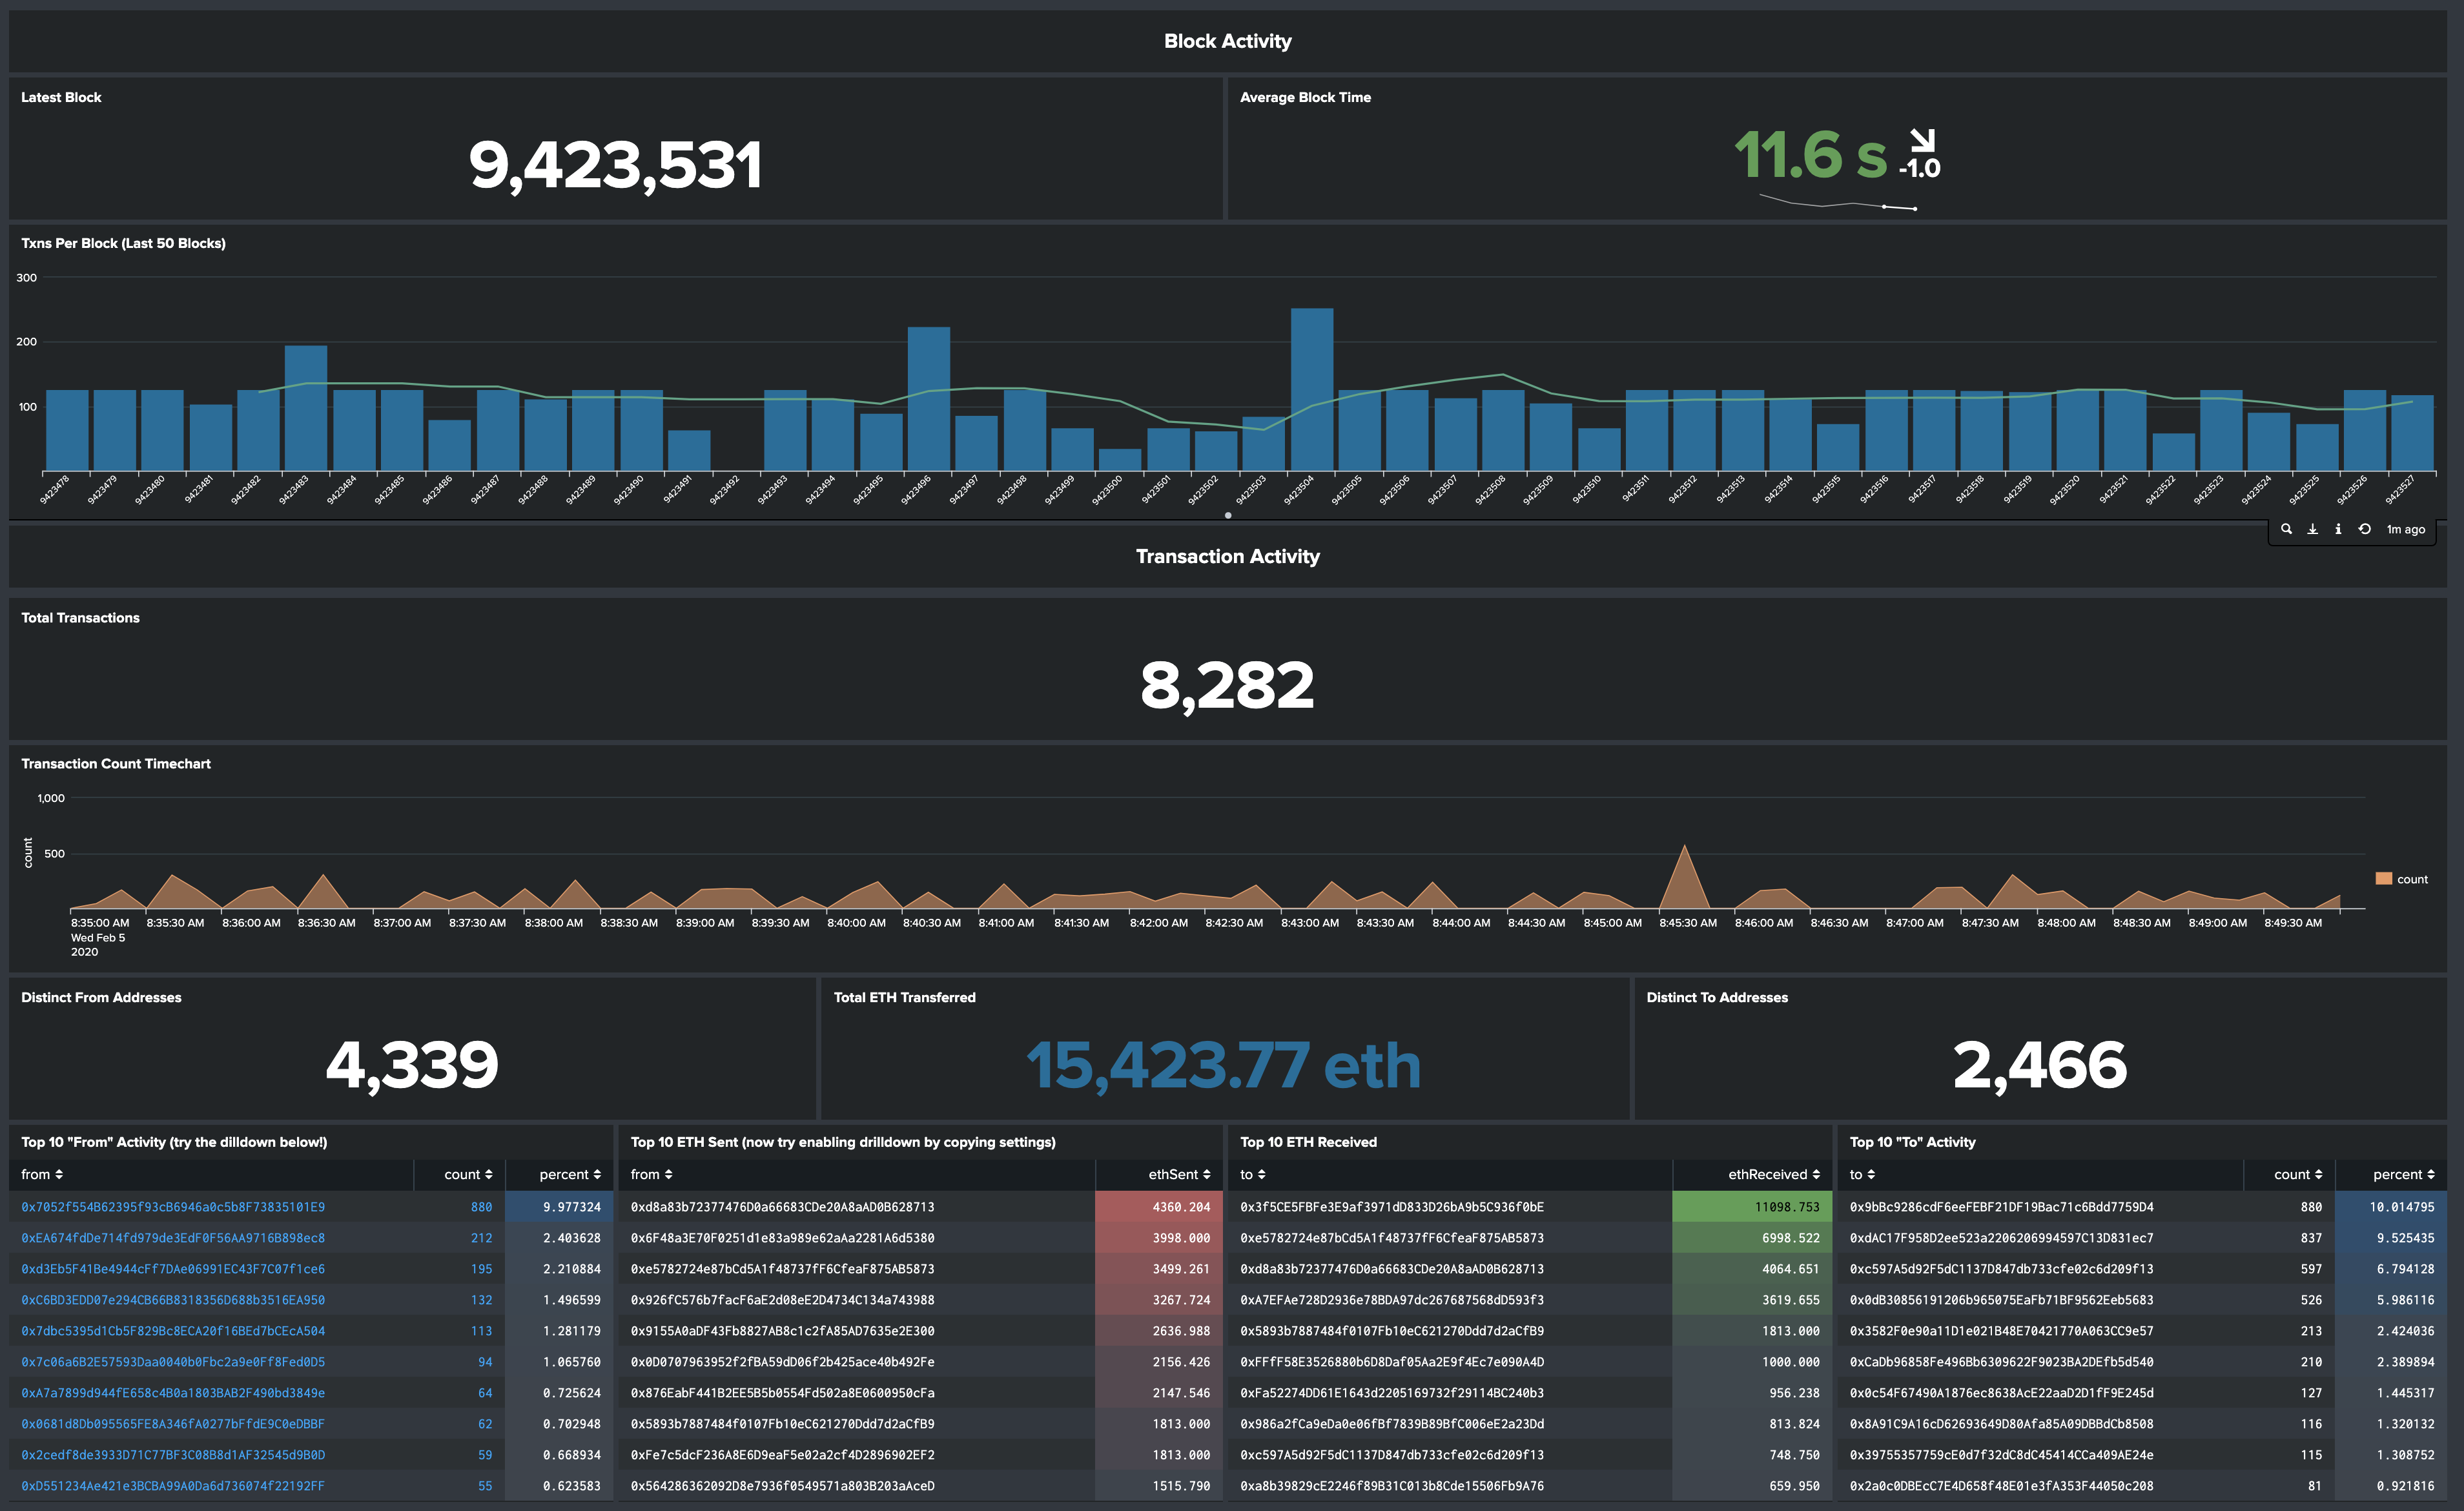 Block Activity
Latest Block
9,423,531
Average Block Time
11.6 s
-1.0
Txns Per Block (Last 50 Blocks)
300
200
100
9423478 9423479 9423480 9423481 9423482 9423483 9423484 9423485 9423486 9423487 9423488 9423489 9423490 9423491 9423492 9423493 9423494 9423495 9423496 9423497 9423498 9423499 9423500 9423501 9423502 9423503 9423504 9423505 9423506 9423507 9423508 9423509 9423510 9423511 9423512 9423513 9423514 9423515 9423516 9423517 9423518 9423519 9423520 9423521 9423522 9423523 9423524 9423525 9423526 9423527
1m ago
Transaction Activity
Total Transactions
8,282
Transaction Count Timechart
1,000
500
count
count
8:35:00 AM 8:35:30 AM 8:36:00 AM 8:36:30 AM 8:37:00 AM 8:37:30 AM 8:38:00 AM 8:38:30 AM 8:39:00 AM 8:39:30 AM 8:40:00 AM 8:40:30 AM 8:41:00 AM 8:41:30 AM 8:42:00 AM 8:42:30 AM 8:43:00 AM 8:43:30 AM 8:44:00 AM 8:44:30 AM 8:45:00 AM 8:45:30 AM 8:46:00 AM 8:46:30 AM 8:47:00 AM 8:47:30 AM 8:48:00 AM 8:48:30 AM 8:49:00 AM 8:49:30 AM
Wed Feb 5
2020
Distinct From Addresses
4,339
Total ETH Transferred
15,423.77 eth
Distinct To Addresses
2,466
Top 10 "From" Activity (try the dilldown below!)
from count percent
0x7052f554B62395f93cB6946a0c5b8F73835101E9 880 9.977324
0xEA674fdDe714fd979de3EdF0F56AA9716B898ec8 212 2.403628
0xd3Eb5F41Be4944cFf7DAe06991EC43F7C07f1ce6 195 2.210884
0xC6BD3EDD07e294CB66B8318356D688b3516EA950 132 1.496599
0x7dbc5395d1Cb5F829Bc8ECA20f16BEd7bCEcA504 113 1.281179
0x7c06a6B2E57593Daa0040b0Fbc2a9e0Ff8Fed0D5 94 1.065760
0xA7a7899d944fE658c4B0a1803BAB2F490bd3849e 64 0.725624
0x0681d8Db095565FE8A346fA0277bFfdE9C0eDBBF 62 0.702948
0x2cedf8de3933D71C77BF3C08B8d1AF32545d9B0D 59 0.668934
0xD551234Ae421e3BCBA99A0Da6d736074f22192FF 55 0.623583
Top 10 ETH Sent (now try enabling drilldown by copying settings)
from ethSent
0xd8a83b72377476D0a66683CDe20A8aAD0B628713 4360.204
0x6F48a3E70F0251d1e83a989e62aAa2281A6d5380 3998.000
0xe5782724e87bCd5A1f48737fF6CfeaF875AB5873 3499.261
0x926fC576b7facF6aE2d08eE2D4734C134a743988 3267.724
0x9155A0aDF43Fb8827AB8c1c2fA85AD7635e2E300 2636.988
0x0D0707963952f2fBA59dD06f2b425ace40b492Fe 2156.426
0x876EabF441B2EE5B5b0554Fd502a8E0600950cFa 2147.546
0x5893b7887484f0107Fb10eC621270Ddd7d2aCfB9 1813.000
0xFe7c5dcF236A8E6D9eaF5e02a2cf4D2896902EF2 1813.000
0x564286362092D8e7936f0549571a803B203aAceD 1515.790
Top 10 ETH Received
to ethReceived
0x3f5CE5FBFe3E9af3971dD833D26bA9b5C936f0bE 11098.753
0xe5782724e87bCd5A1f48737fF6CfeaF875AB5873 6998.522
0xd8a83b72377476D0a66683CDe20A8aAD0B628713 4064.651
0xA7EFAe728D2936e78BDA97dc267687568dD593f3 3619.655
0x5893b7887484f0107Fb10eC621270Ddd7d2aCfB9 1813.000
0xFFfF58E3526880b6D8Daf05Aa2E9f4Ec7e090A4D 1000.000
0xFa52274DD61E1643d2205169732f29114BC240b3 956.238
0x986a2fCa9eDa0e06fBf7839B89BfC006eE2a23Dd 813.824
0xc597A5d92F5dC1137D847db733cfe02c6d209f13 748.750
0xa8b39829cE2246f89B31C013b8Cde15506Fb9A76 659.950
Top 10 "To" Activity
to count percent
0x9bBc9286cdF6eeFEBF21DF19Bac71c6Bdd7759D4 880 10.014795
0xdAC17F958D2ee523a2206206994597C13D831ec7 837 9.525435
0xc597A5d92F5dC1137D847db733cfe02c6d209f13 597 6.794128
0x0dB30856191206b965075EaFb71BF9562Eeb5683 526 5.986116
0x3582F0e90a11D1e021B48E70421770A063CC9e57 213 2.424036
0xCaDb96858Fe496Bb6309622F9023BA2DEfb5d540 210 2.389894
0x0c54F67490A1876ec8638AcE22aaD2D1fF9E245d 127 1.445317
0x8A91C9A16cD62693649D80Afa85A09DBBdCb8508 116 1.320132
0x39755357759cE0d7f32dC8dC45414CCa409AE24e 115 1.308752
0x2a0c0DBEcC7E4D658f48E01e3fA353F44050c208 81 0.921816